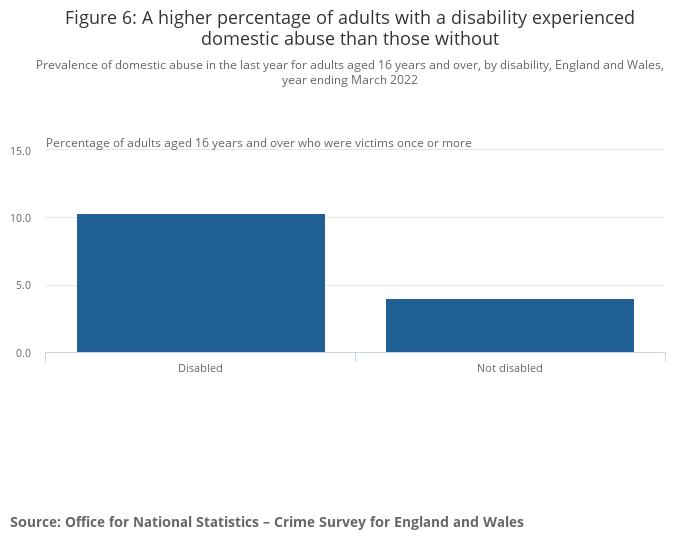 Figure 6: A higher percentage of adults with a disability experienced
domestic abuse than those without
Prevalence of domestic abuse in the last year for adults aged 16 years and over, by disability, England and Wales,
year ending March 2022
Percentage of adults aged 16 years and over who were victims once or more
15.0
10.0
5.0
0.0
Disabled
Not disabled
Source: Office for National Statistics – Crime Survey for England and Wales